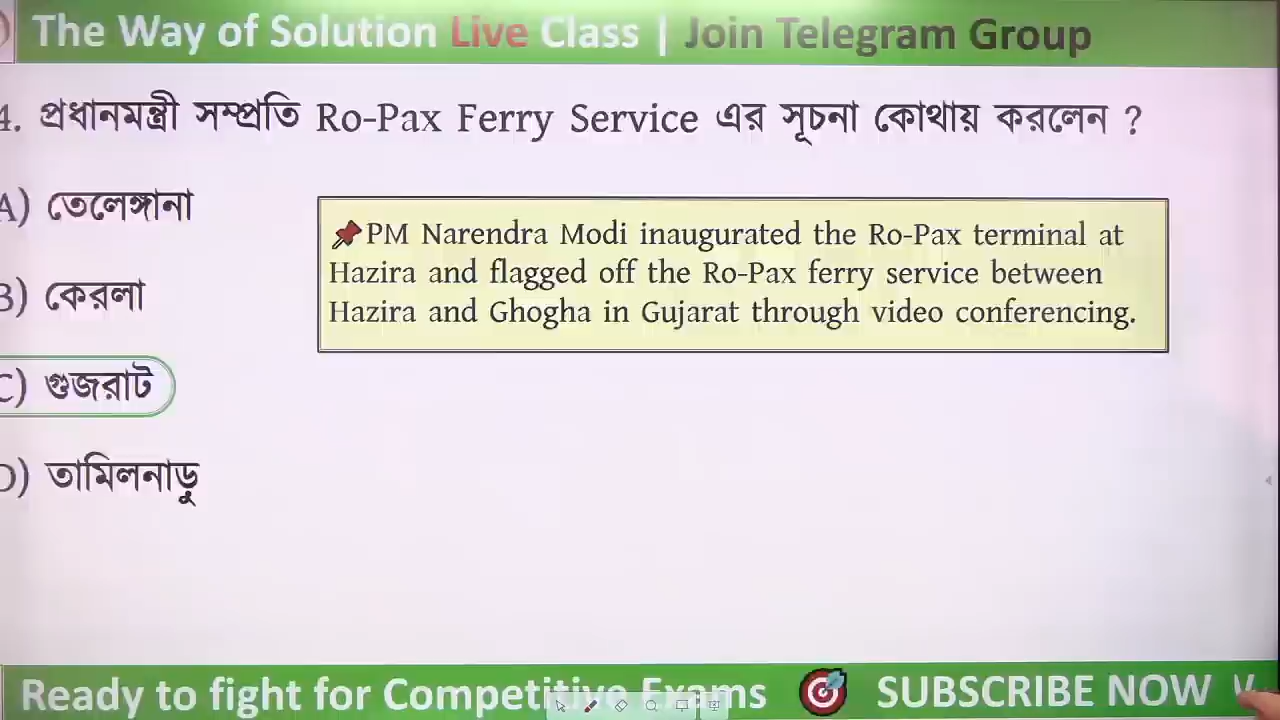 The Way of Solution Live Class | Join Telegram Group
4. প্রধানমন্ত্রী সম্প্রতি Ro-Pax Ferry Service এর সূচনা কোথায় করলেন ?
A) তেলেঙ্গানা
PM Narendra Modi inaugurated the Ro-Pax terminal at
Hazira and flagged off the Ro-Pax ferry service between
Hazira and Ghogha in Gujarat through video conferencing.
B) কেরলা
C) গুজরাট
D) তামিলনাড়ু
Ready to fight for Competitive Exams SUBSCRIBE NOW